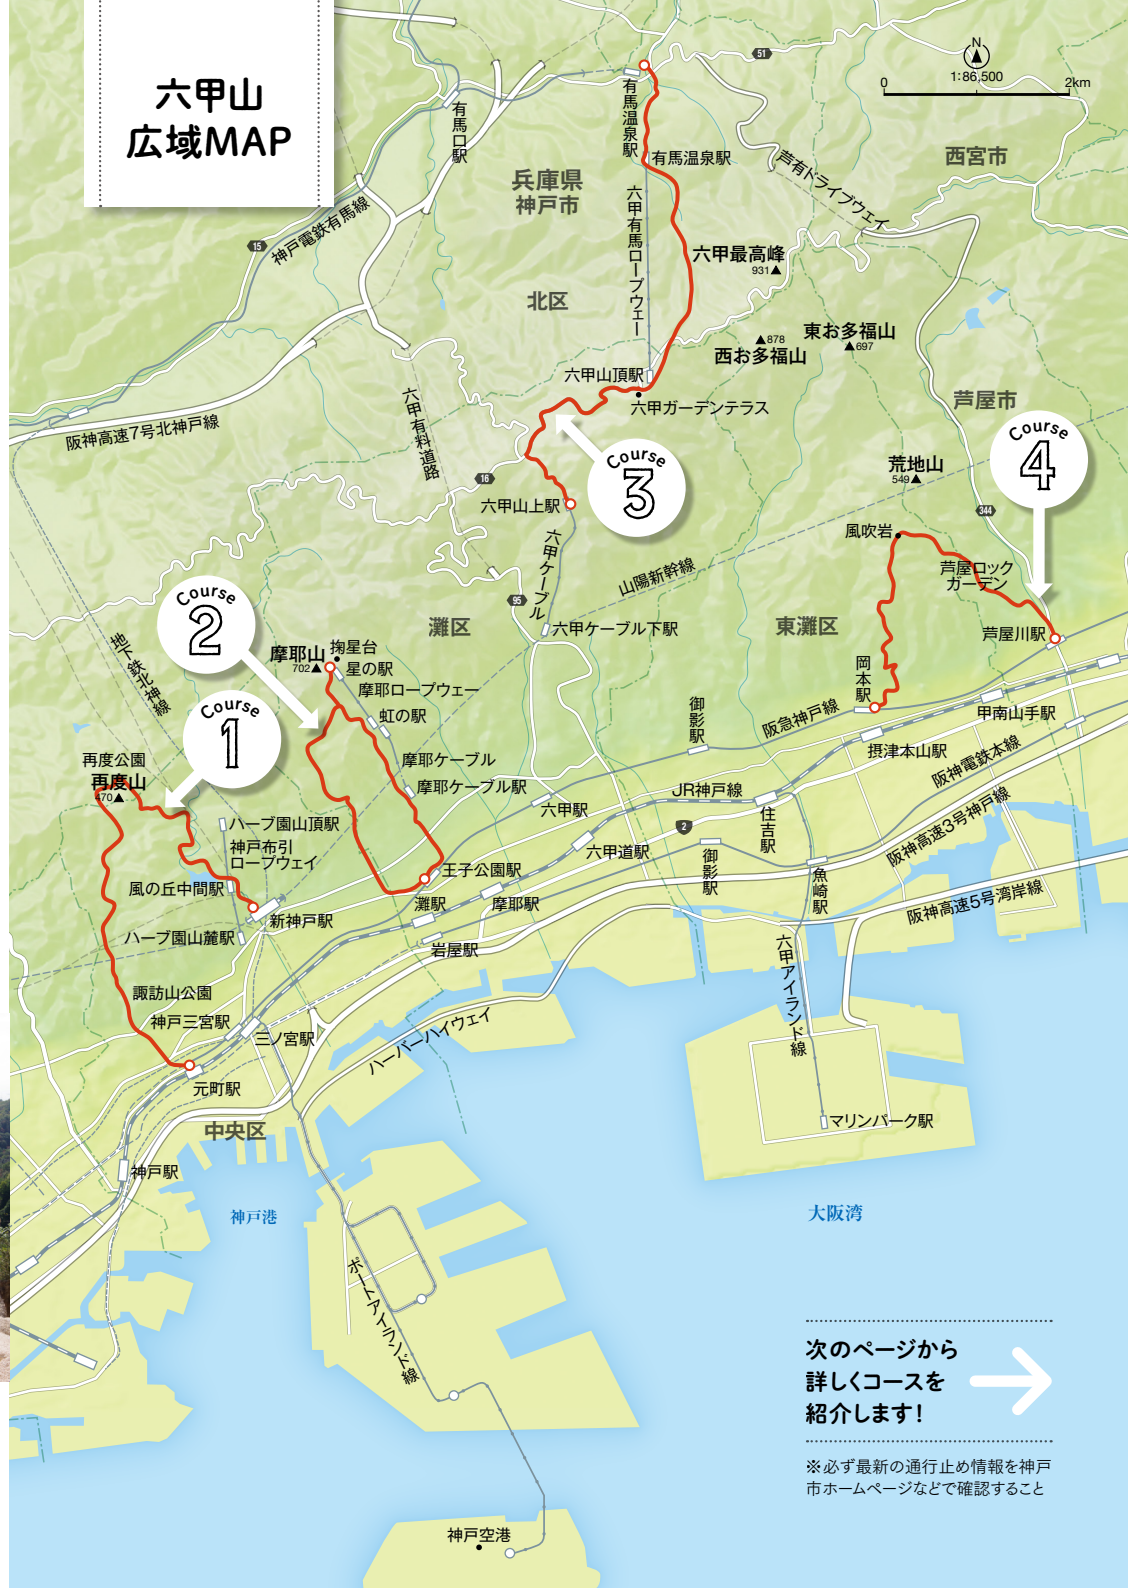 六甲山
広域MAP
51
N
1:86,500
0
2km
有馬温泉駅
有馬口駅
有馬温泉駅
西宮市
芦有ドライブウェイ
兵庫県
神戸市
六甲有馬ロープウェー
神戸電鉄有馬線
15
六甲最高峰
931▲
北区
東お多福山
▲697
▲878
西お多福山
六甲山頂駅
六甲ガーデンテラス
六甲有料道路
芦屋市
阪神高速7号北神戸線
Course
3
Course
4
荒地山
549▲
16
六甲山上駅
344
風吹岩
六甲ケーブル
山陽新幹線
芦屋ロック
ガーデン
Course
2
95
灘区
六甲ケーブル下駅
東灘区
芦屋川駅
地下鉄北神線
摩耶山
702▲
掬星台
星の駅
摩耶ロープウェー
虹の駅
岡本駅
御影駅
阪急神戸線
甲南山手駅
Course
1
摂津本山駅
阪神電鉄本線
再度公園
再度山
470▲
摩耶ケーブル
摩耶ケーブル駅
JR神戸線
六甲駅
住吉駅
阪神高速3号神戸線
ハーブ園山頂駅
神戸布引
ロープウェイ
2
六甲道駅
御影駅
魚崎駅
王子公園駅
風の丘中間駅
灘駅
摩耶駅
阪神高速5号湾岸線
新神戸駅
ハーブ園山麓駅
岩屋駅
六甲アイランド線
諏訪山公園
神戸三宮駅
三ノ宮駅
ハーバーハイウェイ
元町駅
中央区
マリンパーク駅
神戸駅
神戸港
大阪湾
ポートアイランド線
次のページから
詳しくコースを
紹介します!
※必ず最新の通行止め情報を神戸
市ホームページなどで確認すること
神戸空港